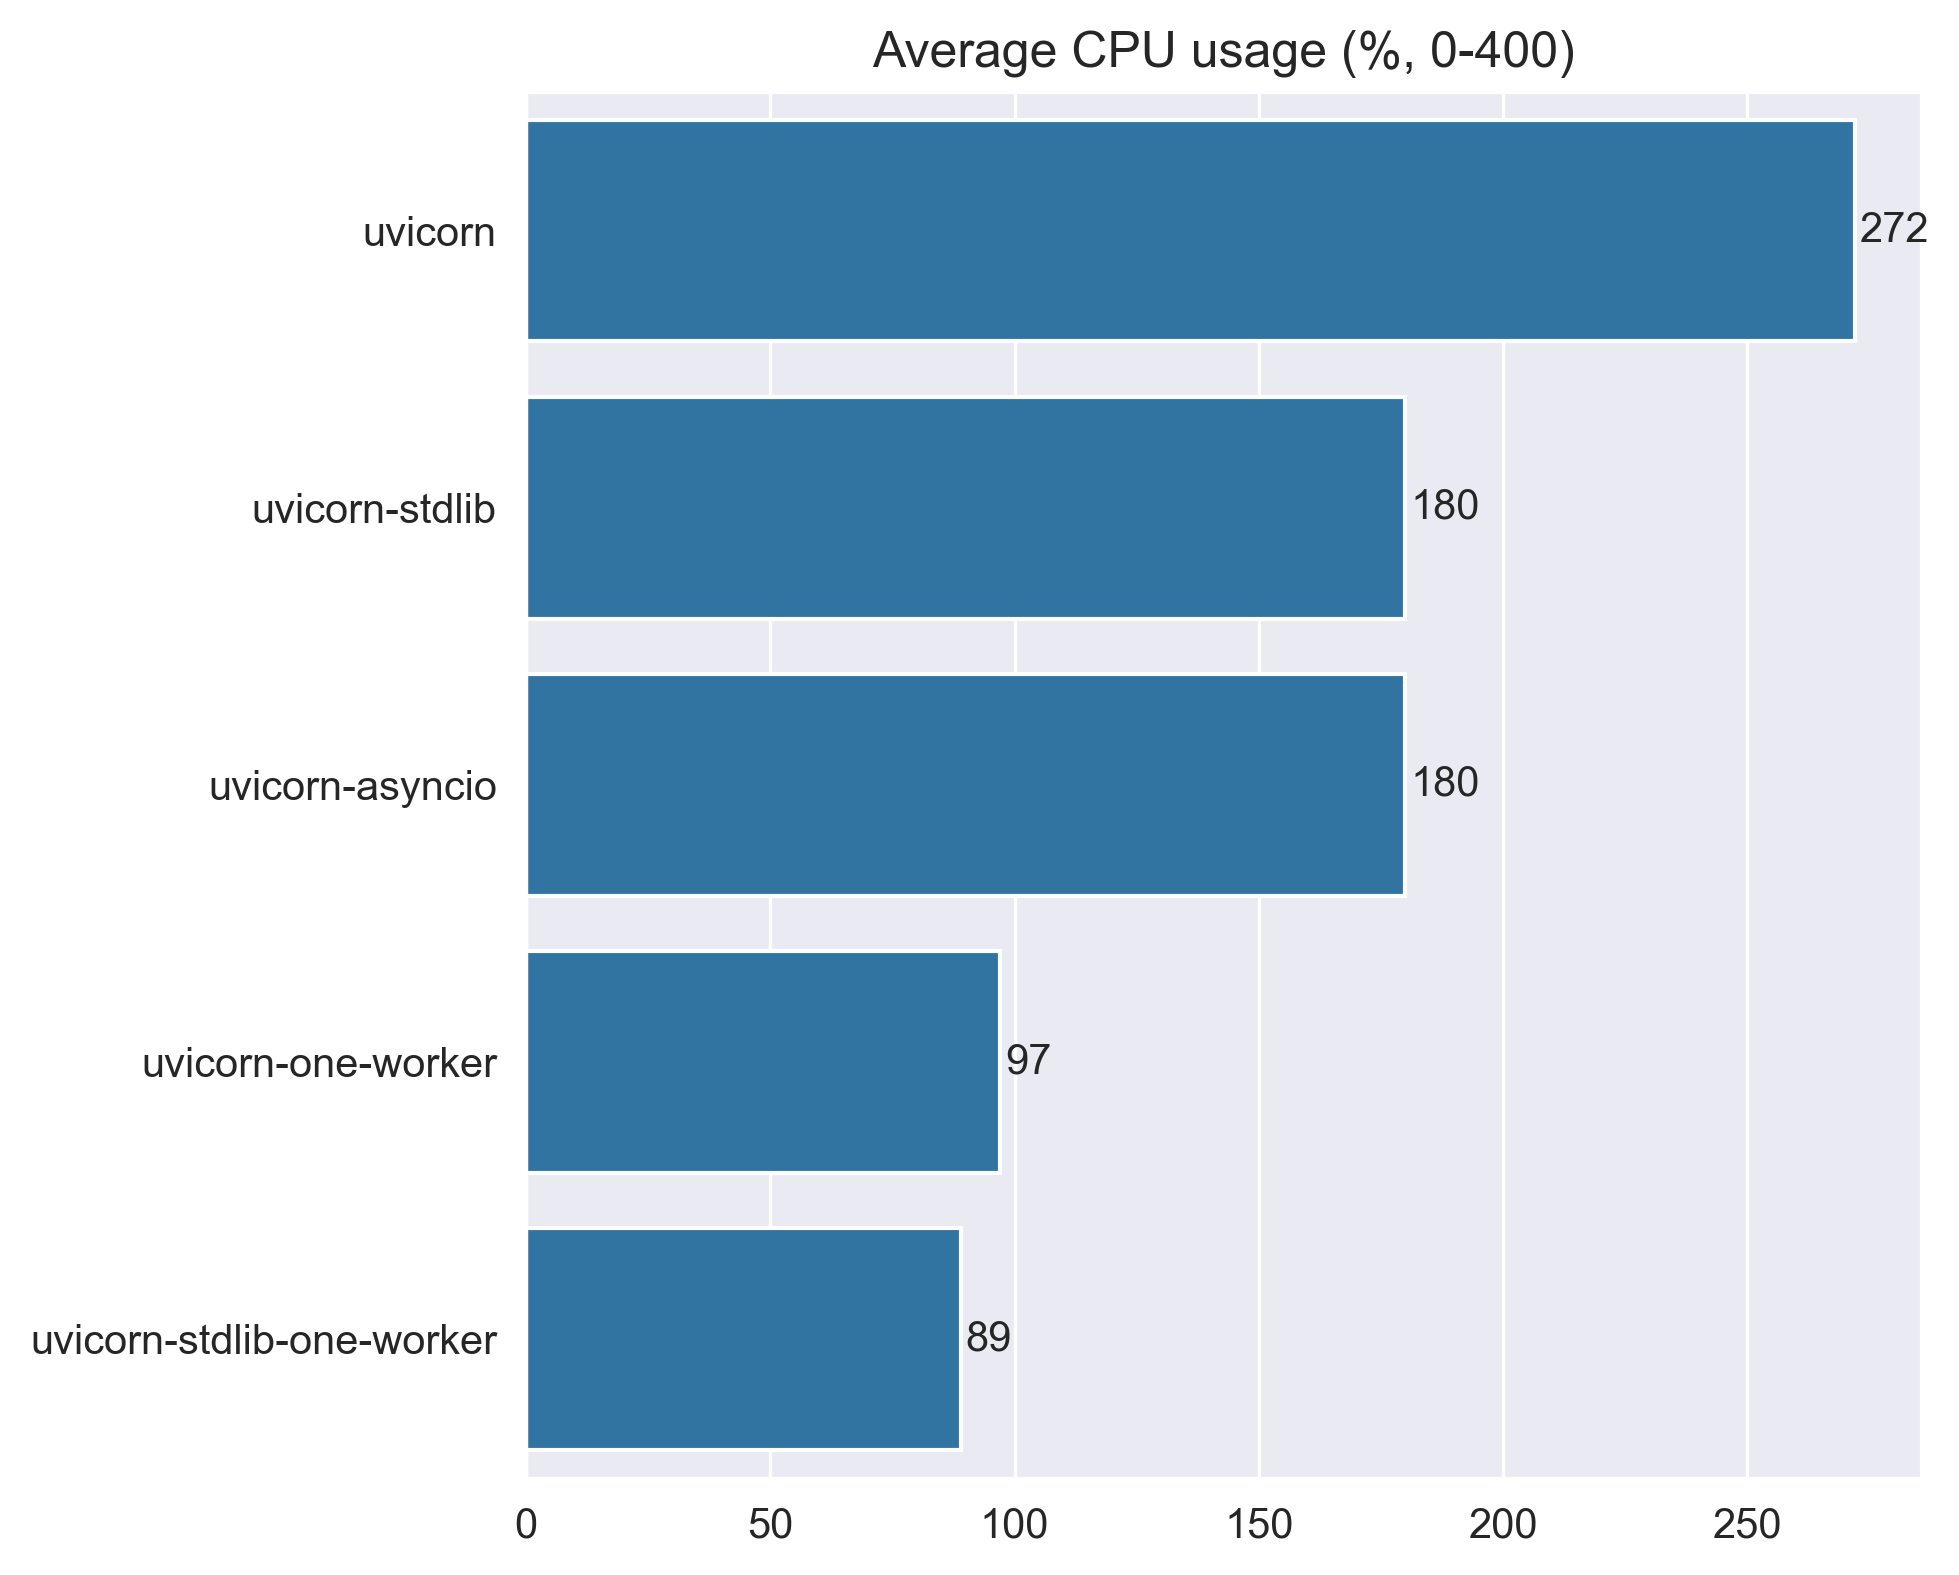 Average CPU usage (%, 0-400)
uvicorn
272
uvicorn-stdlib
180
uvicorn-asyncio
180
uvicorn-one-worker
97
uvicorn-stdlib-one-worker
89
0 50 100 150 200 250